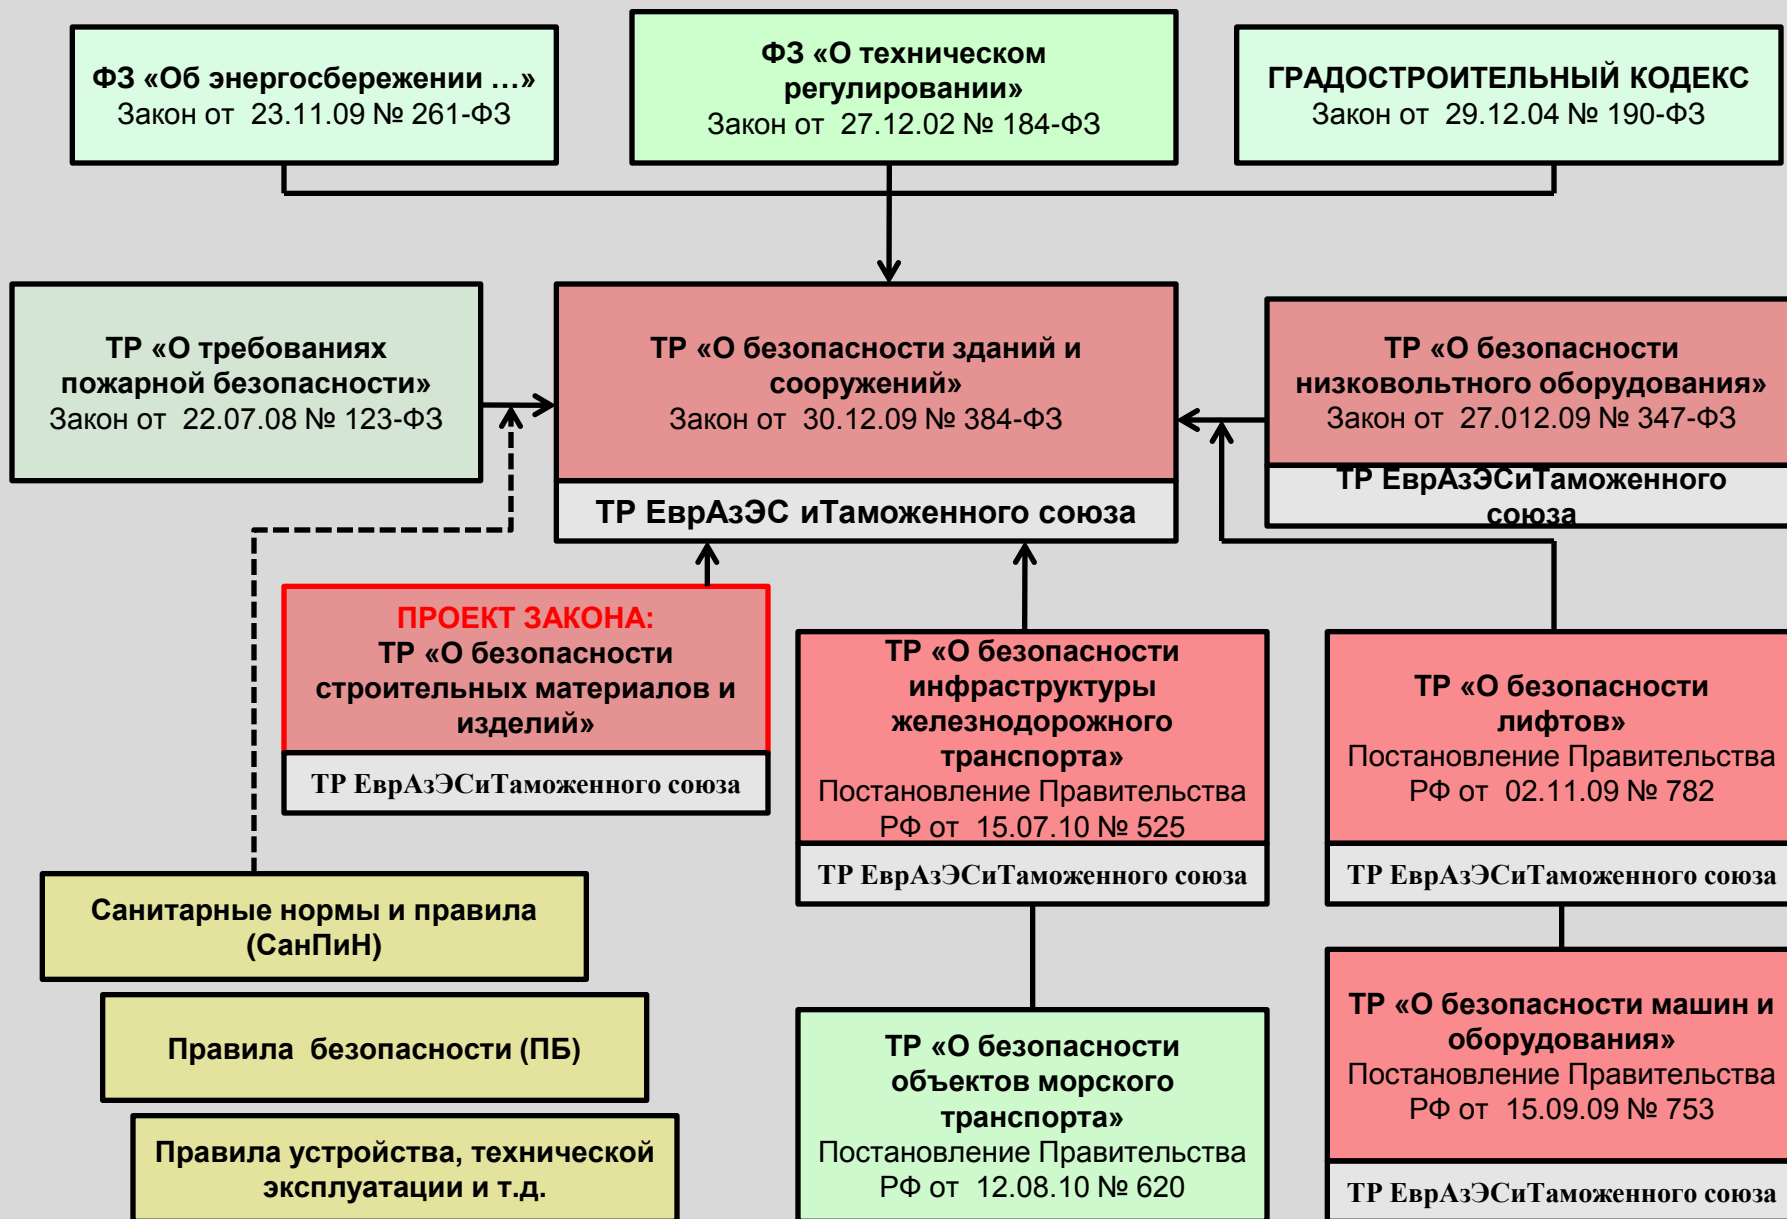 ФЗ «Об энергосбережении …»
Закон от 23.11.09 № 261-ФЗ
ФЗ «О техническом
регулировании»
Закон от 27.12.02 № 184-ФЗ
ГРАДОСТРОИТЕЛЬНЫЙ КОДЕКС
Закон от 29.12.04 № 190-ФЗ
ТР «О требованиях
пожарной безопасности»
Закон от 22.07.08 № 123-ФЗ
ТР «О безопасности зданий и
сооружений»
Закон от 30.12.09 № 384-ФЗ
ТР ЕврАзЭС иТаможенного союза
ТР «О безопасности
низковольтного оборудования»
Закон от 27.012.09 № 347-ФЗ
ТР ЕврАзЭСиТаможенного
союза
ПРОЕКТ ЗАКОНА:
ТР «О безопасности
строительных материалов и
изделий»
ТР ЕврАзЭСиТаможенного союза
ТР «О безопасности
инфраструктуры
железнодорожного
транспорта»
Постановление Правительства
РФ от 15.07.10 № 525
ТР ЕврАзЭСиТаможенного союза
ТР «О безопасности
лифтов»
Постановление Правительства
РФ от 02.11.09 № 782
ТР ЕврАзЭСиТаможенного союза
Санитарные нормы и правила
(СанПиН)
Правила безопасности (ПБ)
Правила устройства, технической
эксплуатации и т.д.
ТР «О безопасности
объектов морского
транспорта»
Постановление Правительства
РФ от 12.08.10 № 620
ТР «О безопасности машин и
оборудования»
Постановление Правительства
РФ от 15.09.09 № 753
ТР ЕврАзЭСиТаможенного союза